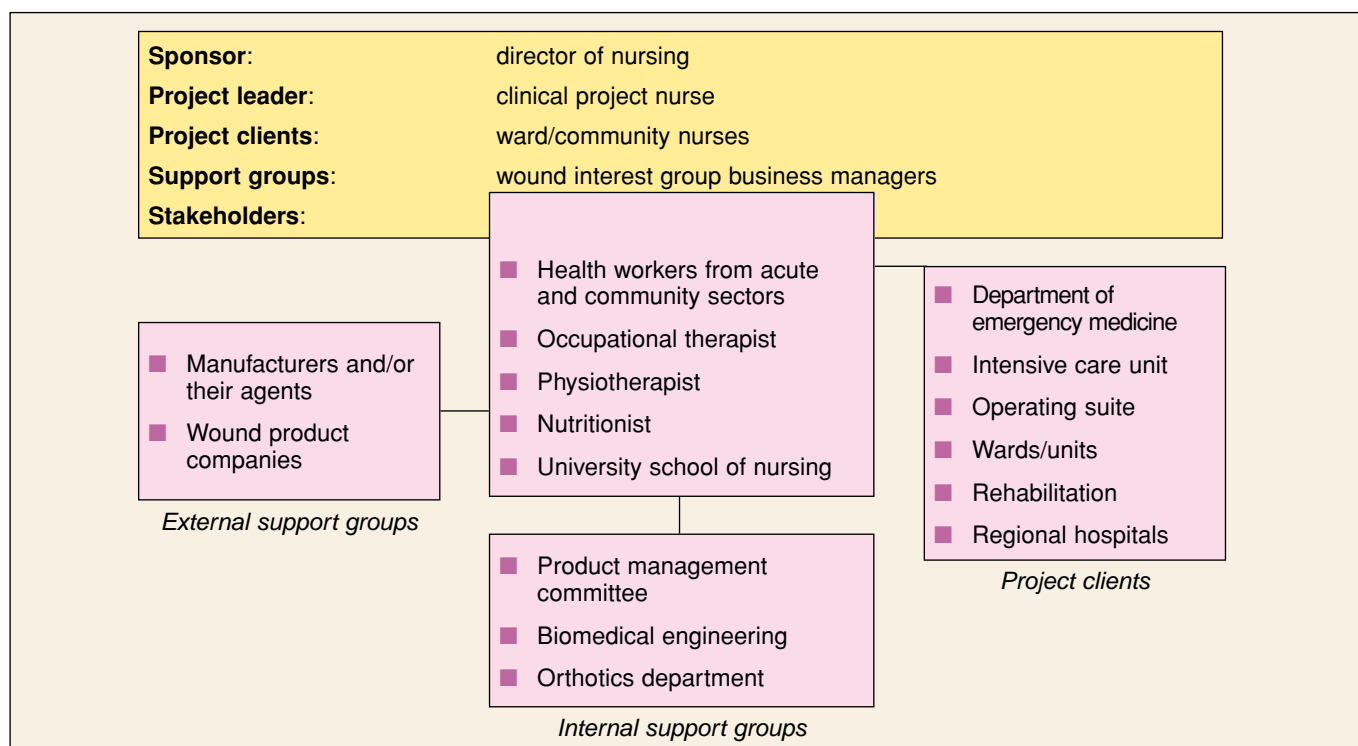 Sponsor: director of nursing
Project leader: clinical project nurse
Project clients: ward/community nurses
Support groups: wound interest group business managers
Stakeholders:
Health workers from acute
and community sectors
Occupational therapist
Physiotherapist
Nutritionist
University school of nursing
Manufacturers and/or
their agents
Wound product
companies
External support groups
Department of
emergency medicine
Intensive care unit
Operating suite
Wards/units
Rehabilitation
Regional hospitals
Project clients
Product management
committee
Biomedical engineering
Orthotics department
Internal support groups